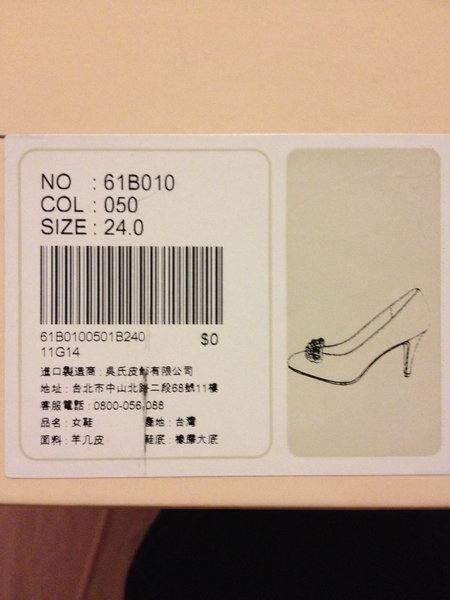 NO : 61B010
COL : 050
SIZE : 24.0
61B0100501B240 $0
11G14
進口製造商 : 吳氏皮飾有限公司
地址 : 台北市中山北路二段68號11樓
客服電話 : 0800-056,088
品名 : 女鞋 產地 : 台灣
面料 : 羊几皮 鞋底 : 橡膠大底